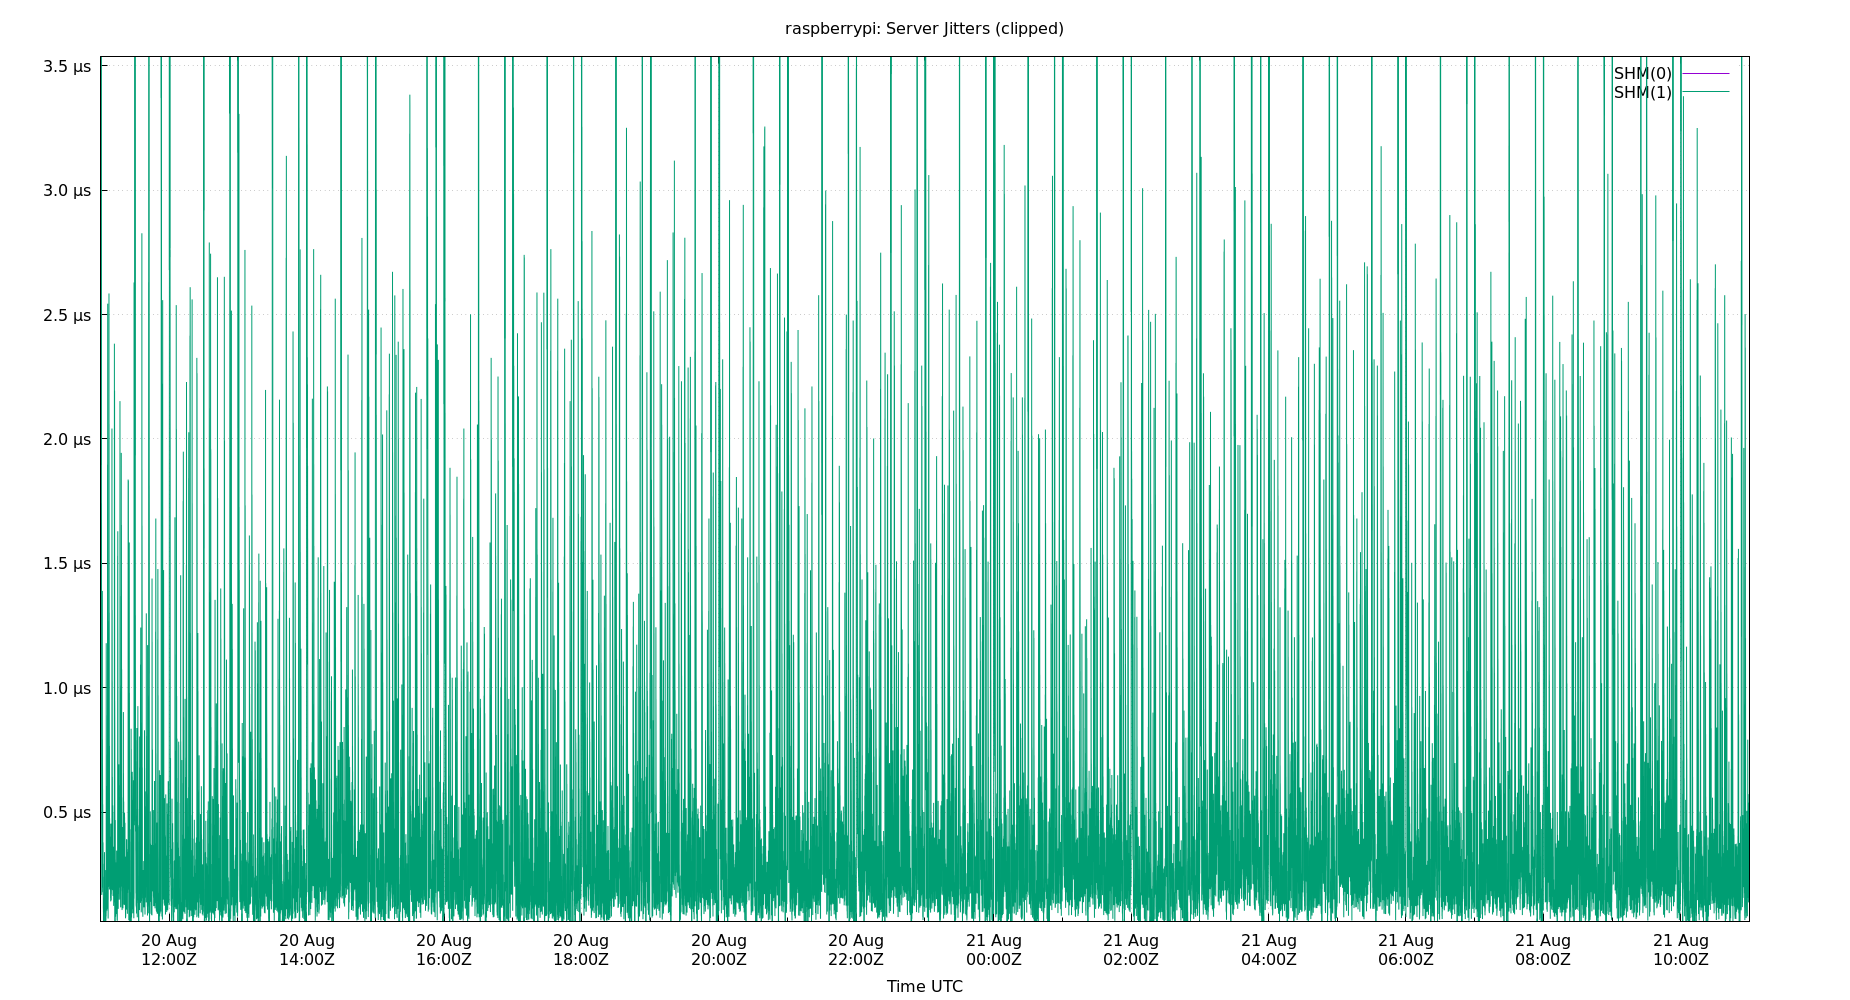 raspberrypi: Server Jitters (clipped)
3.5 µs
3.0 µs
2.5 µs
2.0 µs
1.5 µs
1.0 µs
0.5 µs
SHM(0)
SHM(1)
20 Aug 20 Aug 20 Aug 20 Aug 20 Aug 20 Aug 21 Aug 21 Aug 21 Aug 21 Aug 21 Aug 21 Aug
12:00Z 14:00Z 16:00Z 18:00Z 20:00Z 22:00Z 00:00Z 02:00Z 04:00Z 06:00Z 08:00Z 10:00Z
Time UTC